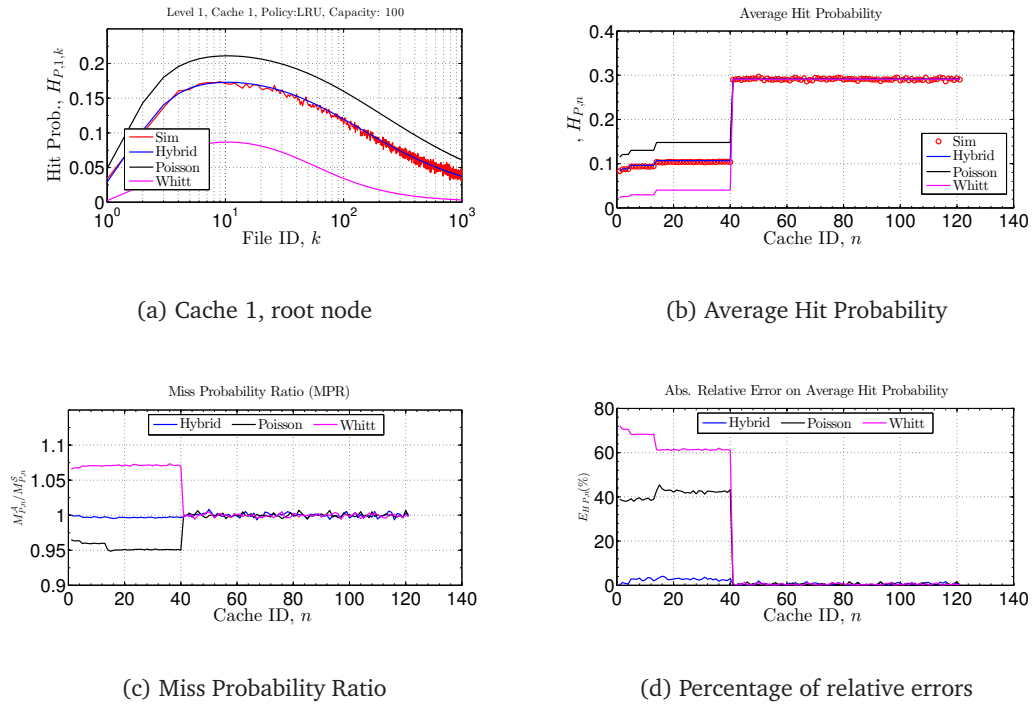 Level 1, Cache 1, Policy:LRU, Capacity: 100
Hit Prob., H_{P,1,k}
0.2
0.15
0.1
0.05
0
Sim
Hybrid
Poisson
Whitt
10^0 10^1 10^2 10^3
File ID, k
(a) Cache 1, root node
Average Hit Probability
, H_{P,n}
0.4
0.3
0.2
0.1
0
Sim
Hybrid
Poisson
Whitt
0 20 40 60 80 100 120 140
Cache ID, n
(b) Average Hit Probability
Miss Probability Ratio (MPR)
Hybrid Poisson Whitt
M^A_{P,n}/M^S_{P,n}
1.1
1.05
1
0.95
0.9
0 20 40 60 80 100 120 140
Cache ID, n
(c) Miss Probability Ratio
Abs. Relative Error on Average Hit Probability
Hybrid Poisson Whitt
E_{HP,n}(%)
80
60
40
20
0
0 20 40 60 80 100 120 140
Cache ID, n
(d) Percentage of relative errors